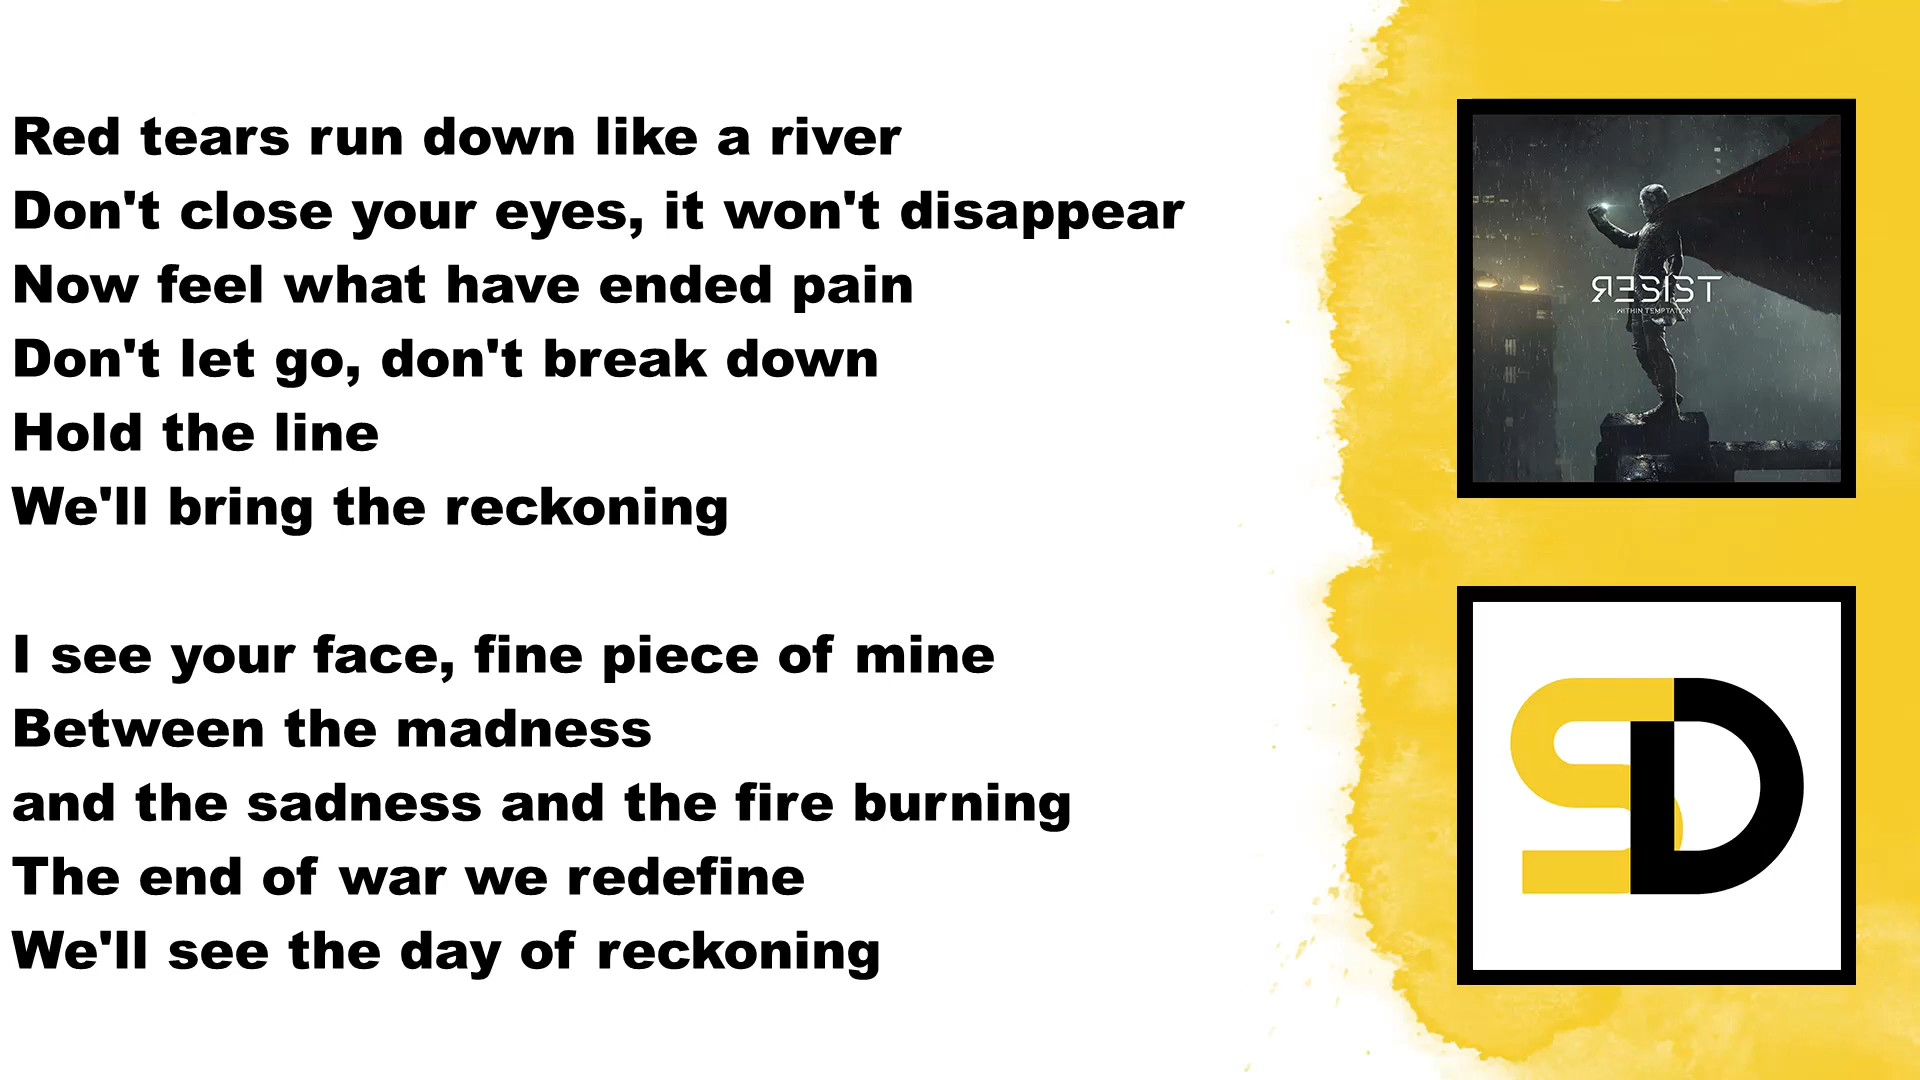 Red tears run down like a river
Don't close your eyes, it won't disappear
Now feel what have ended pain
Don't let go, don't break down
Hold the line
We'll bring the reckoning
I see your face, fine piece of mine
Between the madness
and the sadness and the fire burning
The end of war we redefine
We'll see the day of reckoning
RESIST
WITHIN TEMPTATION
SD